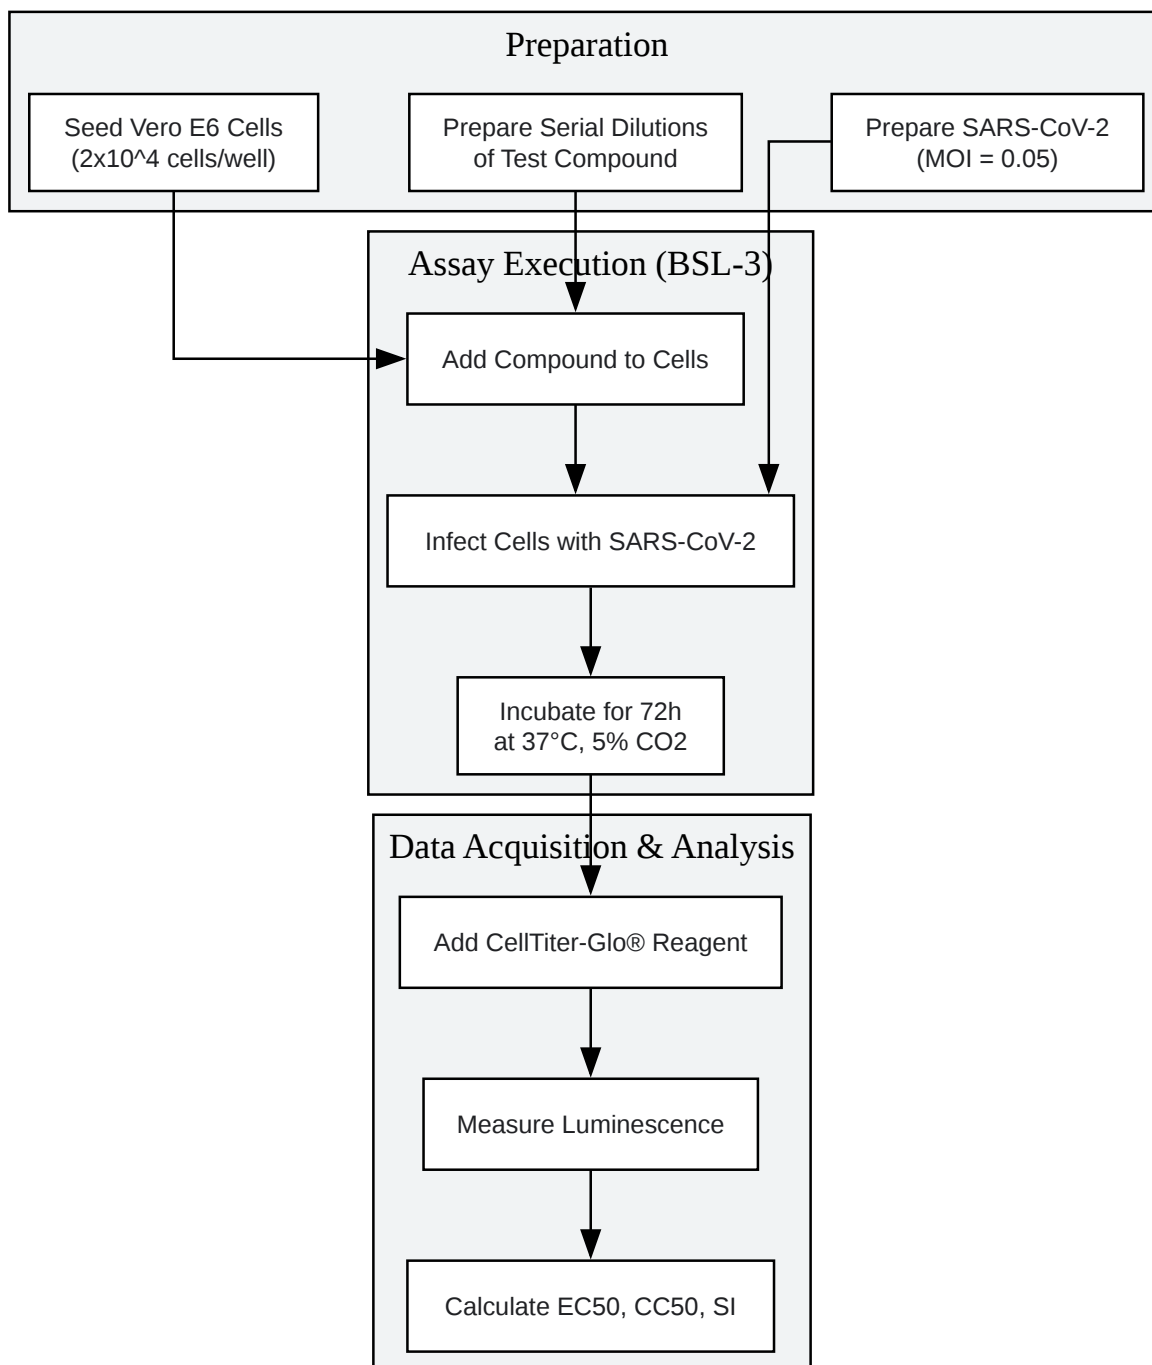 Preparation
Seed Vero E6 Cells
(2x10^4 cells/well)
Prepare Serial Dilutions
of Test Compound
Prepare SARS-CoV-2
(MOI = 0.05)
Assay Execution (BSL-3)
Add Compound to Cells
Infect Cells with SARS-CoV-2
Incubate for 72h
at 37°C, 5% CO2
Data Acquisition & Analysis
Add CellTiter-Glo® Reagent
Measure Luminescence
Calculate EC50, CC50, SI